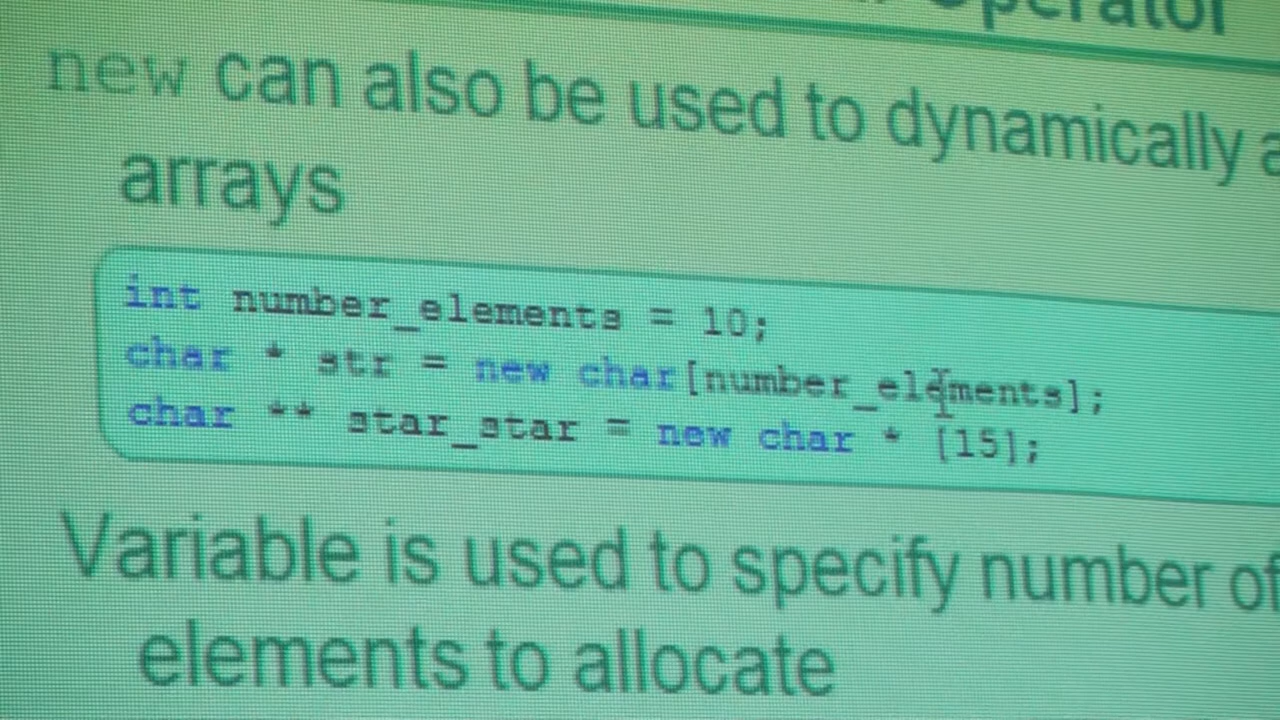 Operator
new can also be used to dynamically
arrays
int number_elements = 10;
char * str = new char[number_elements];
char ** star_star = new char * [15];
Variable is used to specify number of
elements to allocate